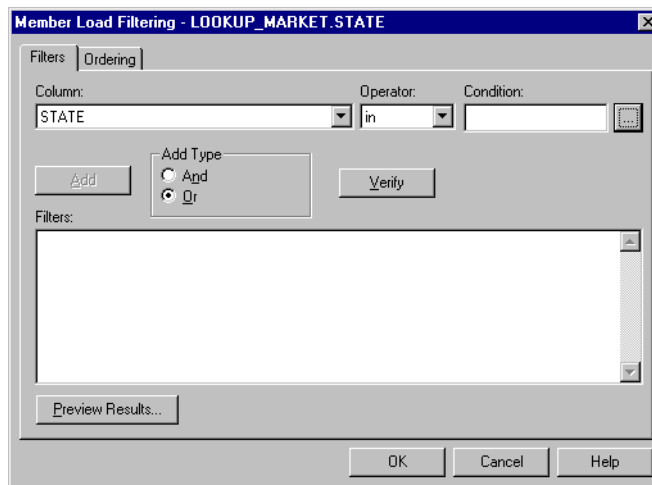 Member Load Filtering - LOOKUP_MARKET.STATE
Filters Ordering
Column: Operator: Condition:
STATE in ...
Add Type
Add And Verify
Or
Filters:
Preview Results...
OK Cancel Help